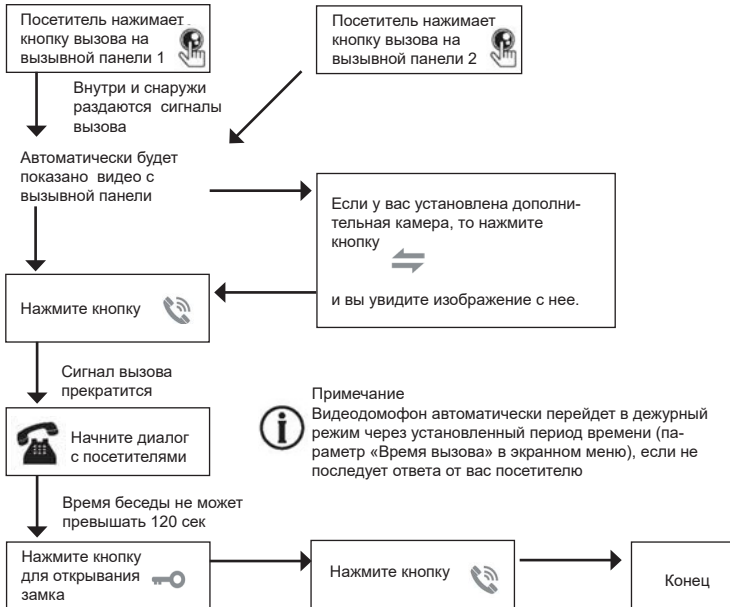 Посетитель нажимает
кнопку вызова на
вызывной панели 1
Посетитель нажимает
кнопку вызова на
вызывной панели 2
Внутри и снаружи
раздаются сигналы
вызова
Автоматически будет
показано видео с
вызывной панели
Если у вас установлена дополни-
тельная камера, то нажмите
кнопку
и вы увидите изображение с нее.
Нажмите кнопку
Сигнал вызова
прекратится
Примечание
Видеодомофон автоматически перейдет в дежурный
режим через установленный период времени (па-
раметр «Время вызова» в экранном меню), если не
последует ответа от вас посетителю
Начните диалог
с посетителями
Время беседы не может
превышать 120 сек
Нажмите кнопку
для открывания
замка
Нажмите кнопку
Конец